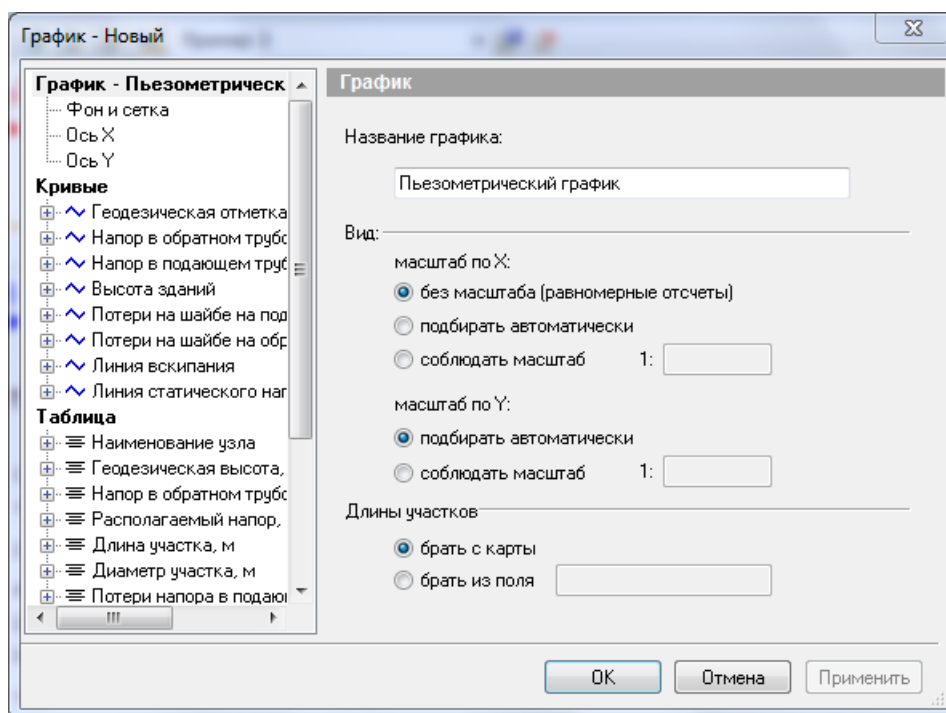 График - Новый
График - Пьезометрическ
Фон и сетка
Ось X
Ось Y
Кривые
Геодезическая отметка
Напор в обратном трубо
Напор в подающем труб
Высота зданий
Потери на шайбе на под
Потери на шайбе на обр
Линия вскипания
Линия статического нап
Таблица
Наименование узла
Геодезическая высота,
Напор в обратном трубо
Располагаемый напор,
Длина участка, м
Диаметр участка, м
Потери напора в подаю
График
Название графика:
Пьезометрический график
Вид:
масштаб по X:
без масштаба (равномерные отсчеты)
подбирать автоматически
соблюдать масштаб 1:
масштаб по Y:
подбирать автоматически
соблюдать масштаб 1:
Длины участков
брать с карты
брать из поля
OK
Отмена
Применить